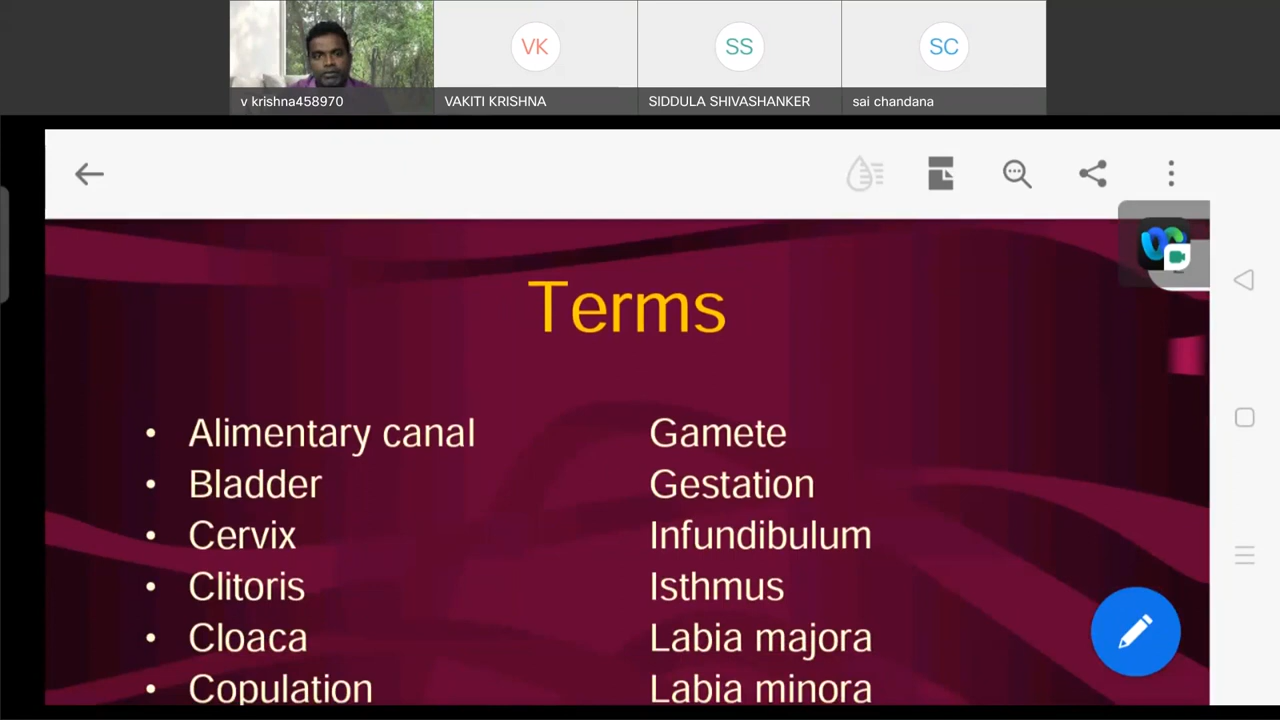 VK
SS
SC
v krishna458970
VAKITI KRISHNA
SIDDULA SHIVASHANKER
sai chandana
Terms
• Alimentary canal
• Bladder
• Cervix
• Clitoris
• Cloaca
• Copulation
Gamete
Gestation
Infundibulum
Isthmus
Labia majora
Labia minora